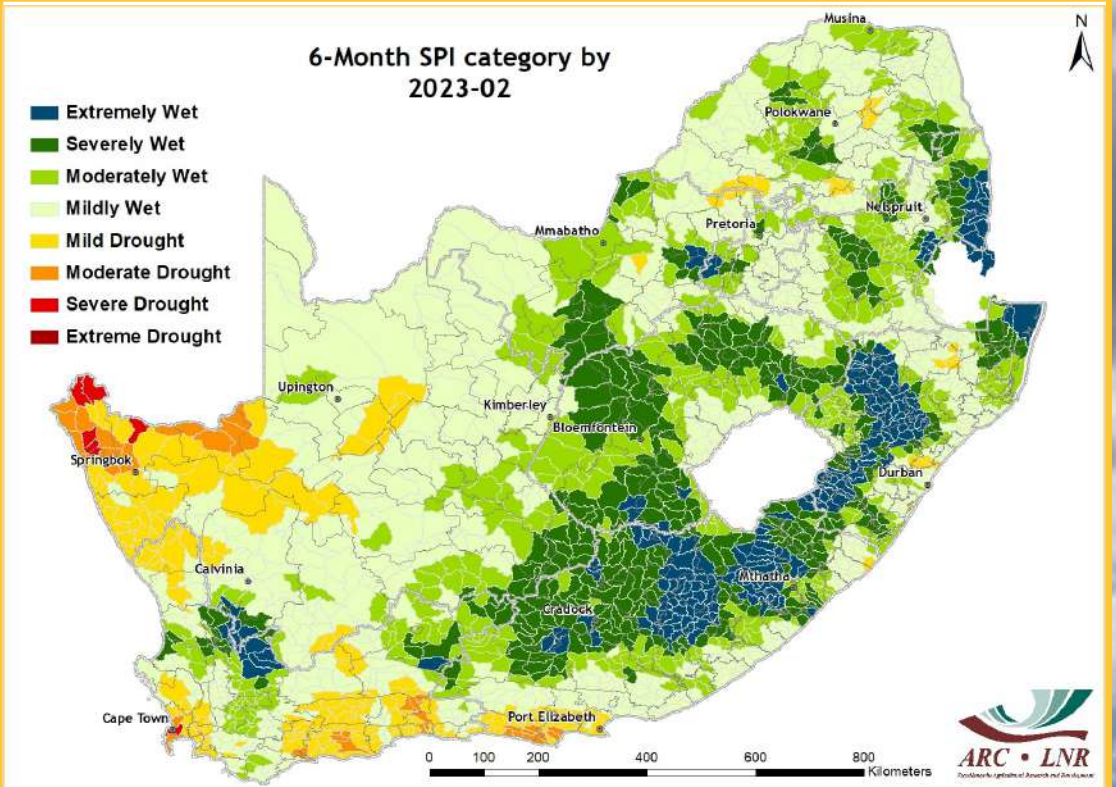 6-Month SPI category by
2023-02
N
Extremely Wet
Severely Wet
Moderately Wet
Mildly Wet
Mild Drought
Moderate Drought
Severe Drought
Extreme Drought
Musina
Polokwane
Nelspruit
Pretoria
Mmabatho
Upington
Kimberley
Bloemfontein
Springbok
Durban
Calvinia
Mthatha
Cradock
Cape Town
Port Elizabeth
0 100 200 400 600 800
Kilometers
ARC • LNR